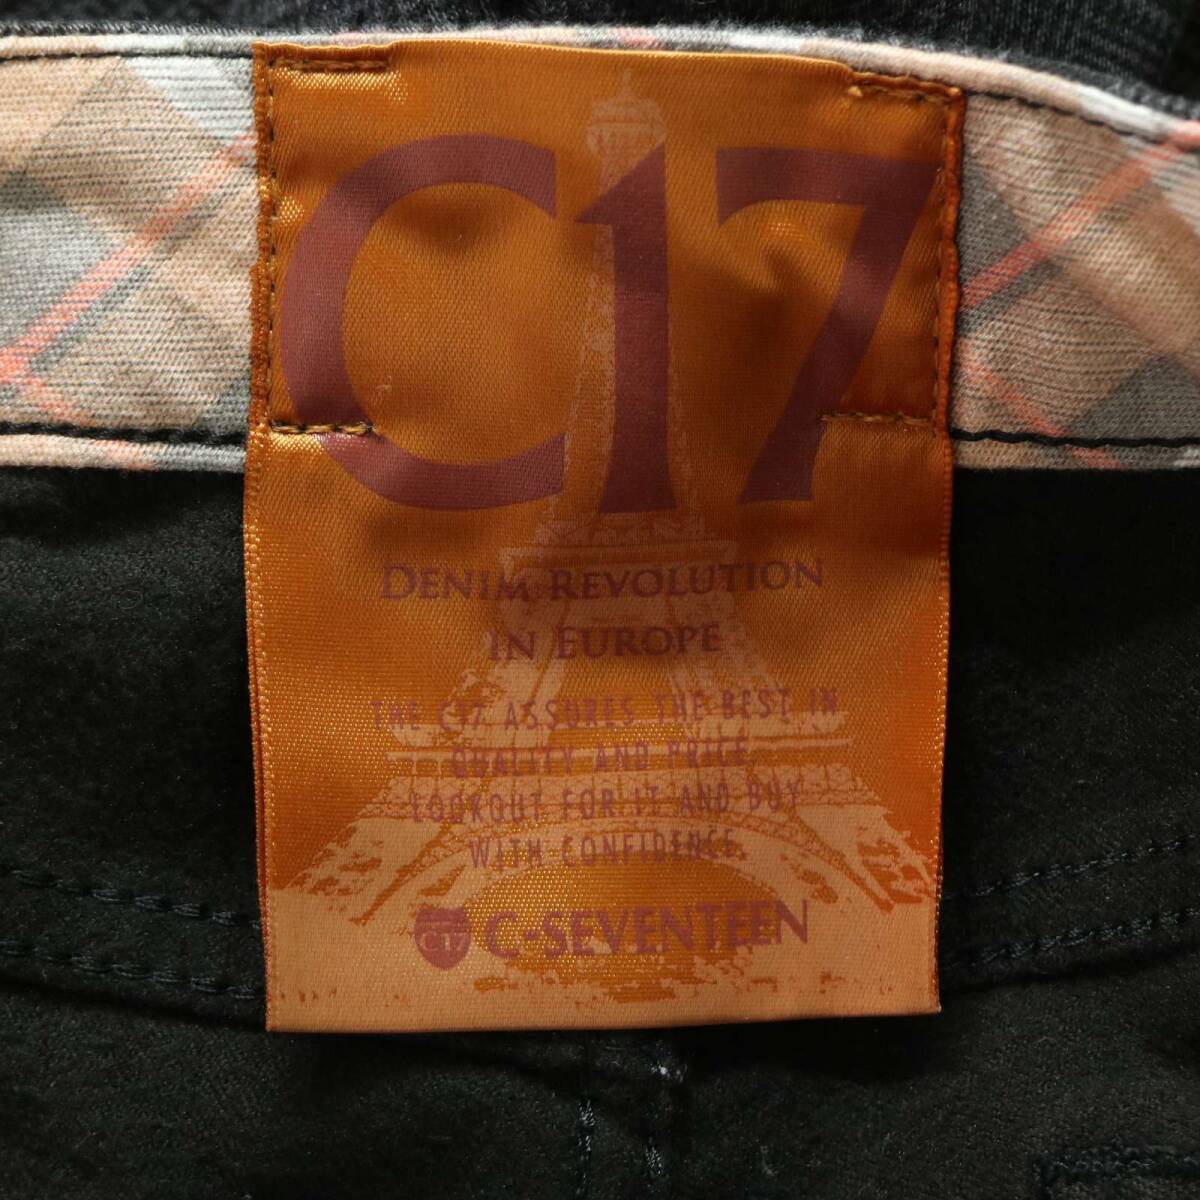 C17
DENIM REVOLUTION
IN EUROPE
THE C17 ASSURES THE BEST IN
QUALITY AND PRICE.
LOOKOUT FOR IT AND BUY
WITH CONFIDENCE.
C17 C-SEVENTEEN